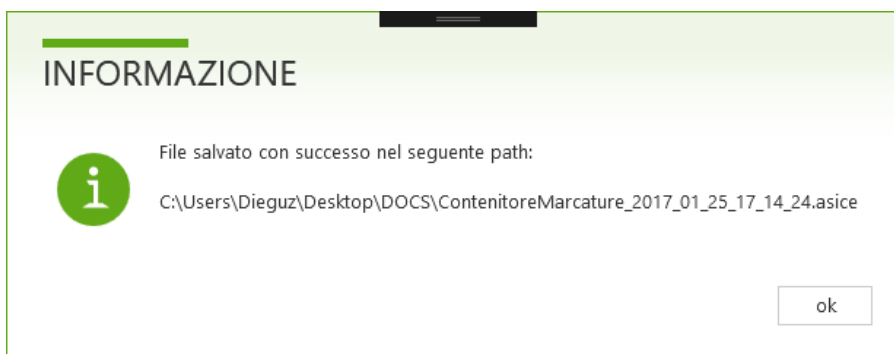 INFORMAZIONE
File salvato con successo nel seguente path:
C:\Users\Dieguz\Desktop\DOCS\ContenitoreMarcature_2017_01_25_17_14_24.asice
ok